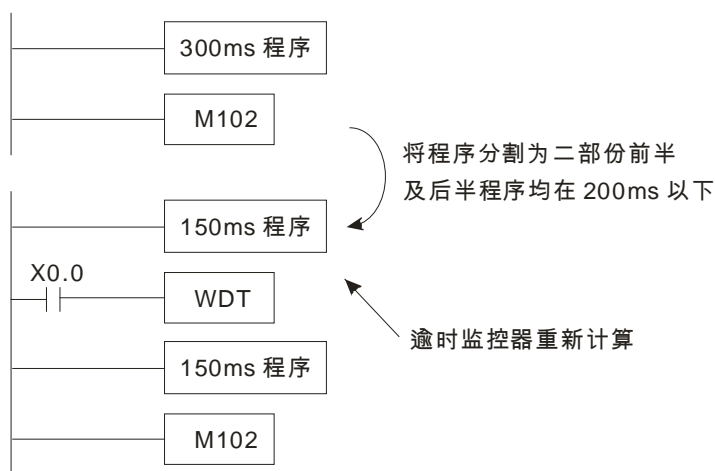 300ms 程序
M102
将程序分割为二部份前半
及后半程序均在 200ms 以下
150ms 程序
X0.0
WDT
逾时监控器重新计算
150ms 程序
M102